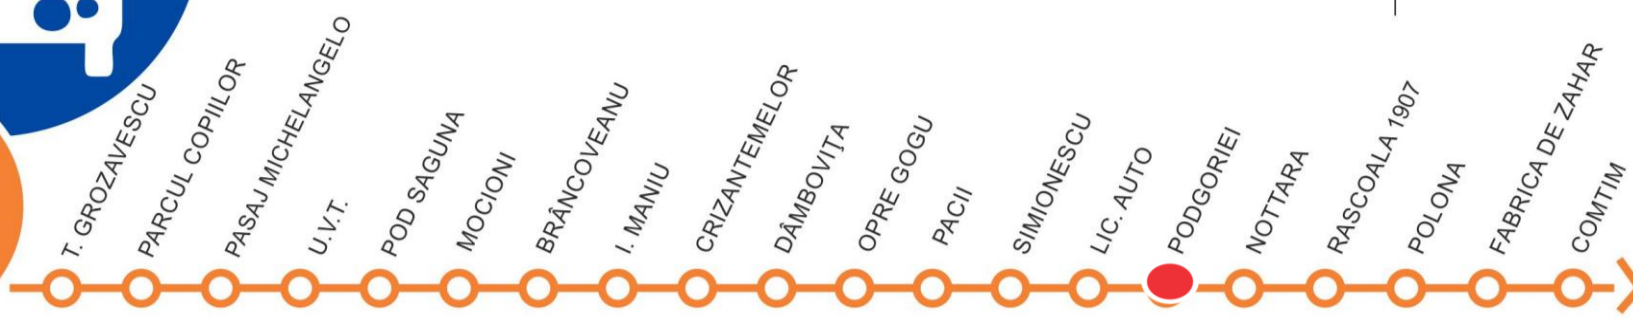 T. GROZAVESCU
PARCUL COPIILOR
PASAJ MICHELANGELO
U.V.T.
POD SAGUNA
MOCIONI
BRÂNCOVEANU
I. MANIU
CRIZANTEMELOR
DÂMBOVIŢA
OPRE GOGU
PACII
SIMIONESCU
LIC. AUTO
PODGORIEI
NOTTARA
RASCOALA 1907
POLONA
FABRICA DE ZAHAR
COMTIM